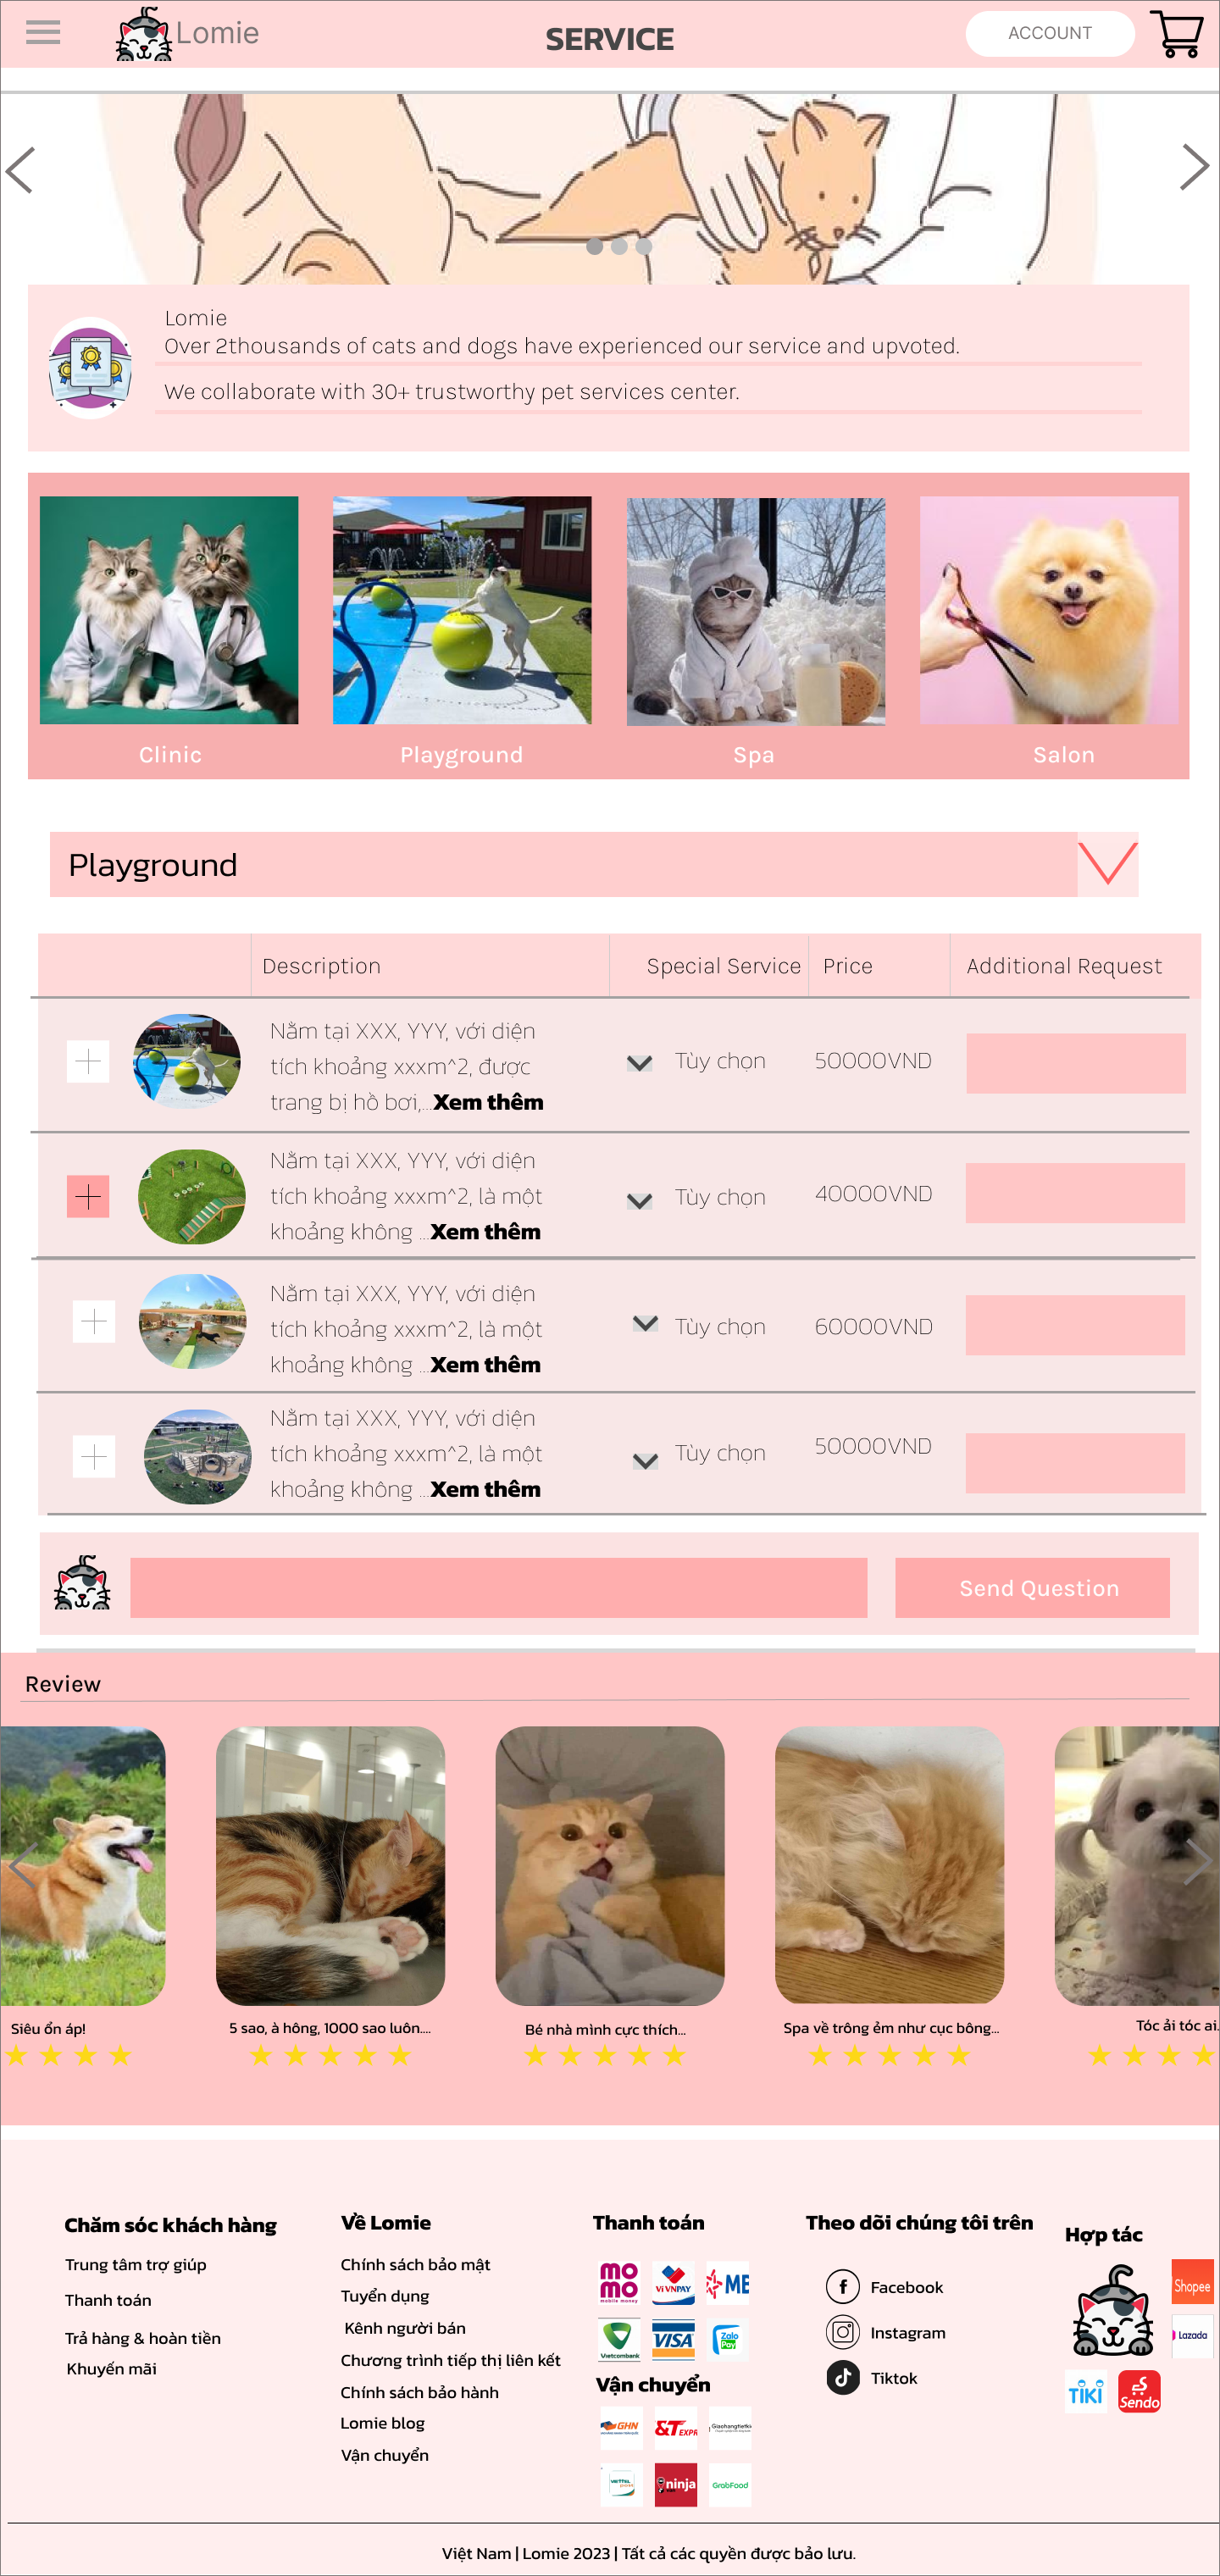 Lomie
SERVICE
ACCOUNT
Lomie
Over 2thousands of cats and dogs have experienced our service and upvoted.
We collaborate with 30+ trustworthy pet services center.
Clinic
Playground
Spa
Salon
Playground
Description
Special Service
Price
Additional Request
Nằm tại XXX, YYY, với diện
tích khoảng xxxm^2, được
trang bị hồ bơi,...Xem thêm
Tùy chọn
50000VND
Nằm tại XXX, YYY, với diện
tích khoảng xxxm^2, là một
khoảng không ...Xem thêm
Tùy chọn
40000VND
Nằm tại XXX, YYY, với diện
tích khoảng xxxm^2, là một
khoảng không ...Xem thêm
Tùy chọn
60000VND
Nằm tại XXX, YYY, với diện
tích khoảng xxxm^2, là một
khoảng không ...Xem thêm
Tùy chọn
50000VND
Send Question
Review
Siêu ổn áp!
5 sao, à hông, 1000 sao luôn....
Bé nhà mình cực thích...
Spa về trông ẻm như cục bông...
Tóc ải tóc ai.
Chăm sóc khách hàng
Trung tâm trợ giúp
Thanh toán
Trả hàng & hoàn tiền
Khuyến mãi
Về Lomie
Chính sách bảo mật
Tuyển dụng
Kênh người bán
Chương trình tiếp thị liên kết
Chính sách bảo hành
Lomie blog
Vận chuyển
Thanh toán
mo
mo
mobile money
VNPAY
MB
Vietcombank
VISA
Zalo
Pay
Vận chuyển
GHN
&T EXPR
Giaohangtietki
VIETTEL
ninja
GrabFood
Theo dõi chúng tôi trên
Facebook
Instagram
Tiktok
Hợp tác
Shopee
Lazada
TIKI
Sendo
Việt Nam | Lomie 2023 | Tất cả các quyền được bảo lưu.